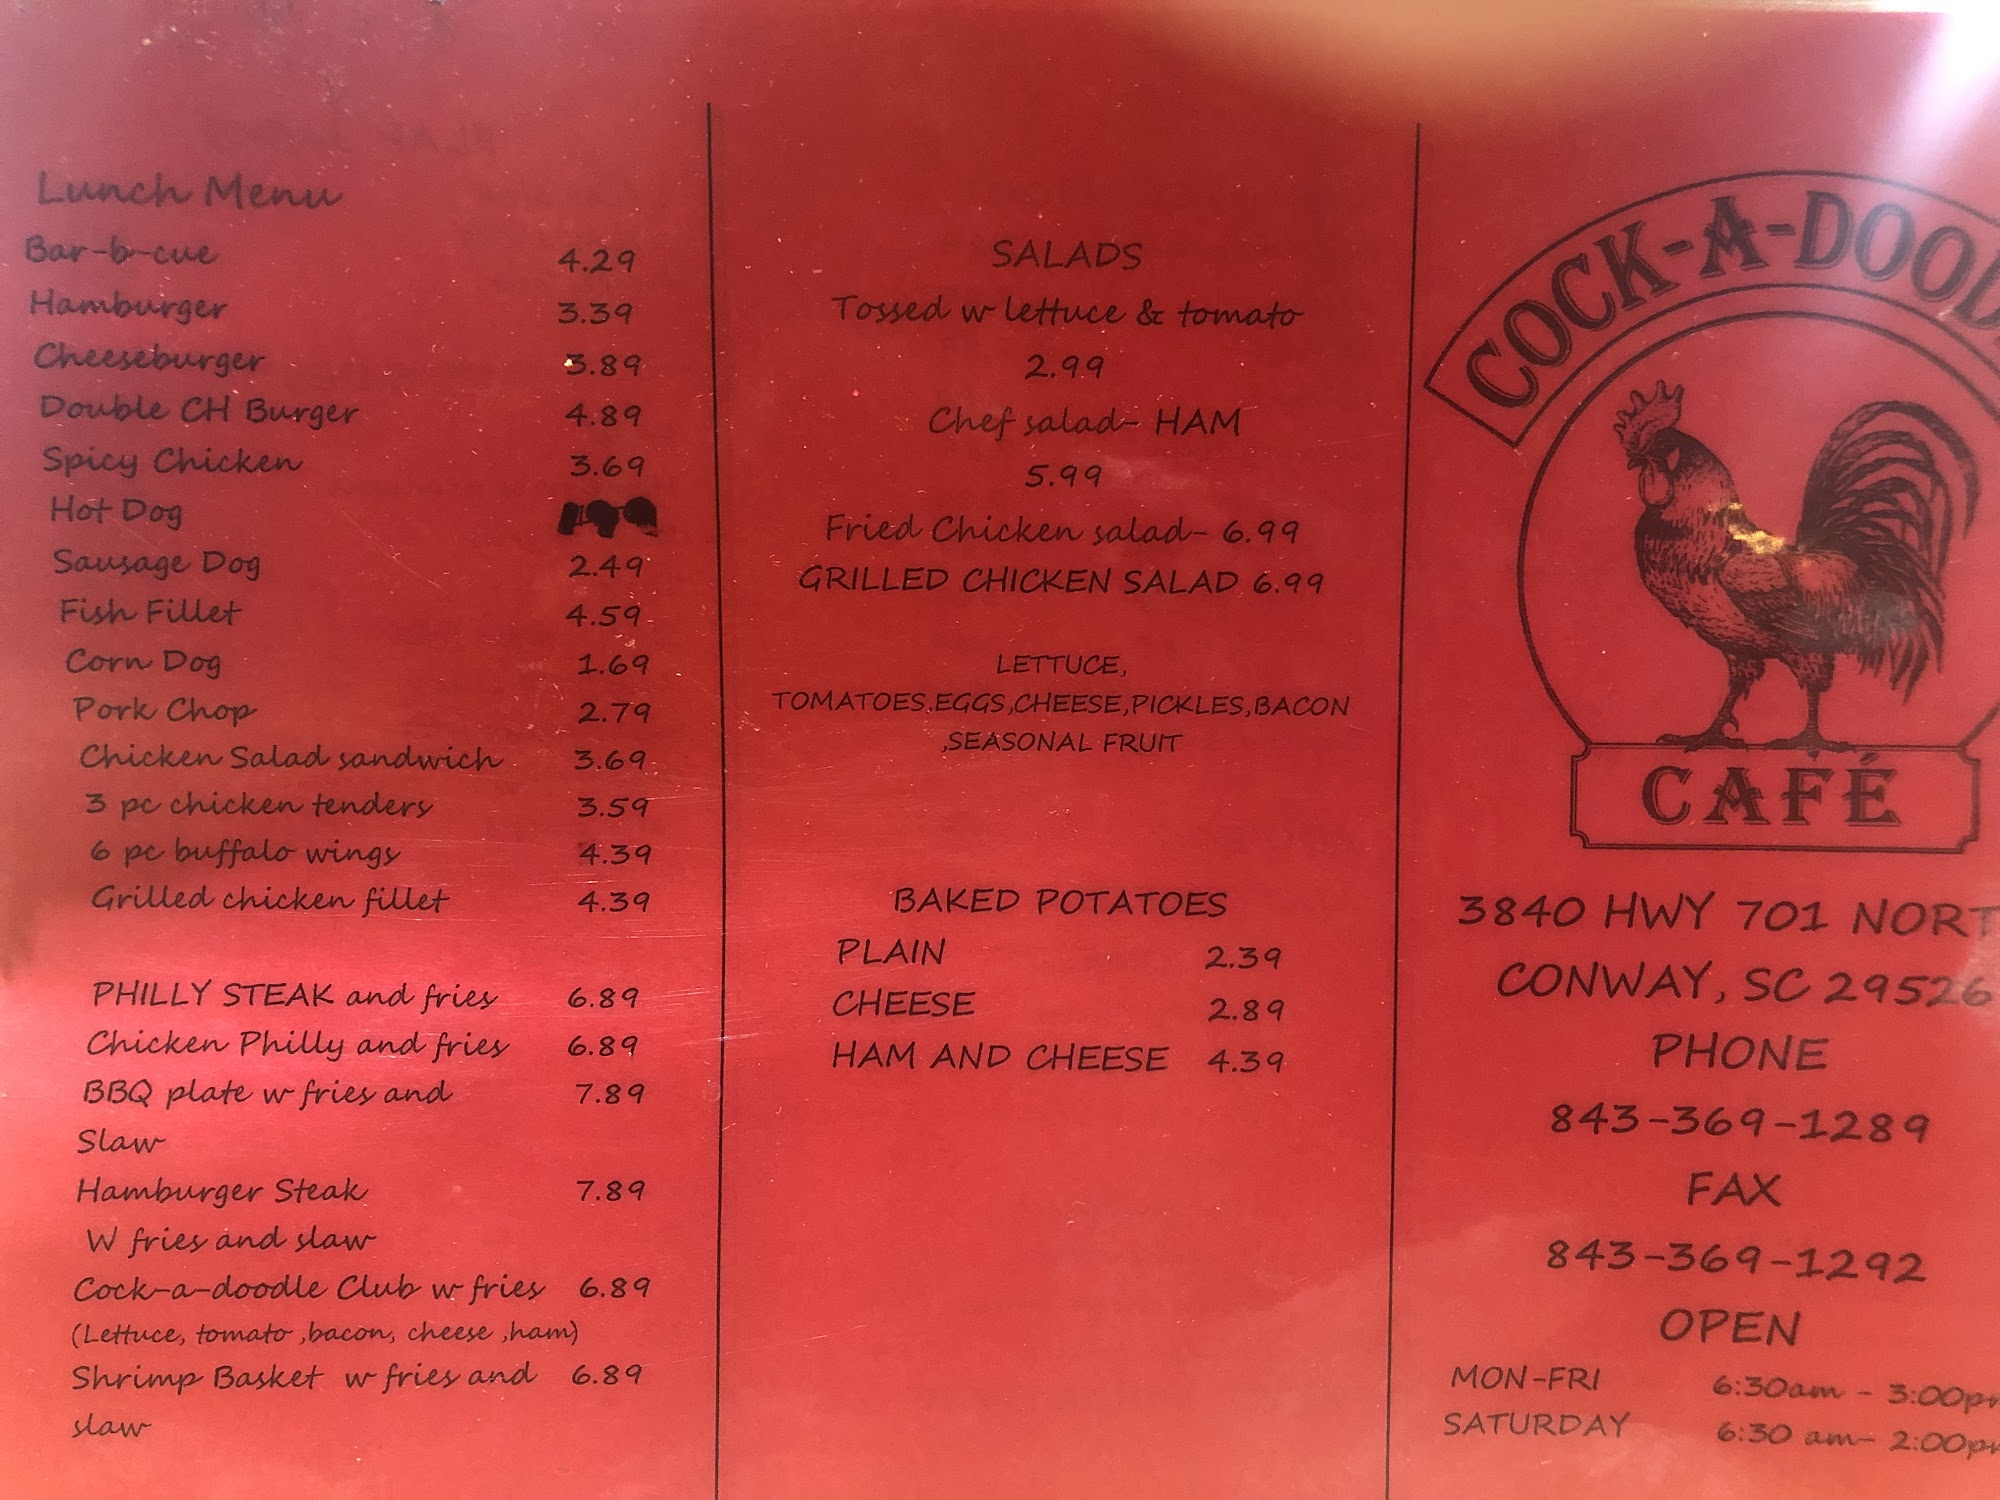 Lunch Menu
Bar-b-cue 4.29
Hamburger 3.39
Cheeseburger 3.89
Double CH Burger 4.89
Spicy Chicken 3.69
Hot Dog
Sausage Dog 2.49
Fish Fillet 4.59
Corn Dog 1.69
Pork Chop 2.79
Chicken Salad sandwich 3.69
3 pc chicken tenders 3.59
6 pc buffalo wings 4.39
Grilled chicken fillet 4.39
PHILLY STEAK and fries 6.89
Chicken Philly and fries 6.89
BBQ plate w fries and 7.89
Slaw
Hamburger Steak 7.89
W fries and slaw
Cock-a-doodle Club w fries 6.89
(Lettuce, tomato ,bacon, cheese ,ham)
Shrimp Basket w fries and 6.89
slaw
SALADS
Tossed w lettuce & tomato
2.99
Chef salad- HAM
5.99
Fried Chicken salad- 6.99
GRILLED CHICKEN SALAD 6.99
LETTUCE,
TOMATOES,EGGS,CHEESE,PICKLES,BACON
,SEASONAL FRUIT
BAKED POTATOES
PLAIN 2.39
CHEESE 2.89
HAM AND CHEESE 4.39
COCK-A-DOOD
CAFÉ
3840 HWY 701 NORT
CONWAY, SC 29526
PHONE
843-369-1289
FAX
843-369-1292
OPEN
MON-FRI 6:30am - 3:00p
SATURDAY 6:30 am- 2:00p